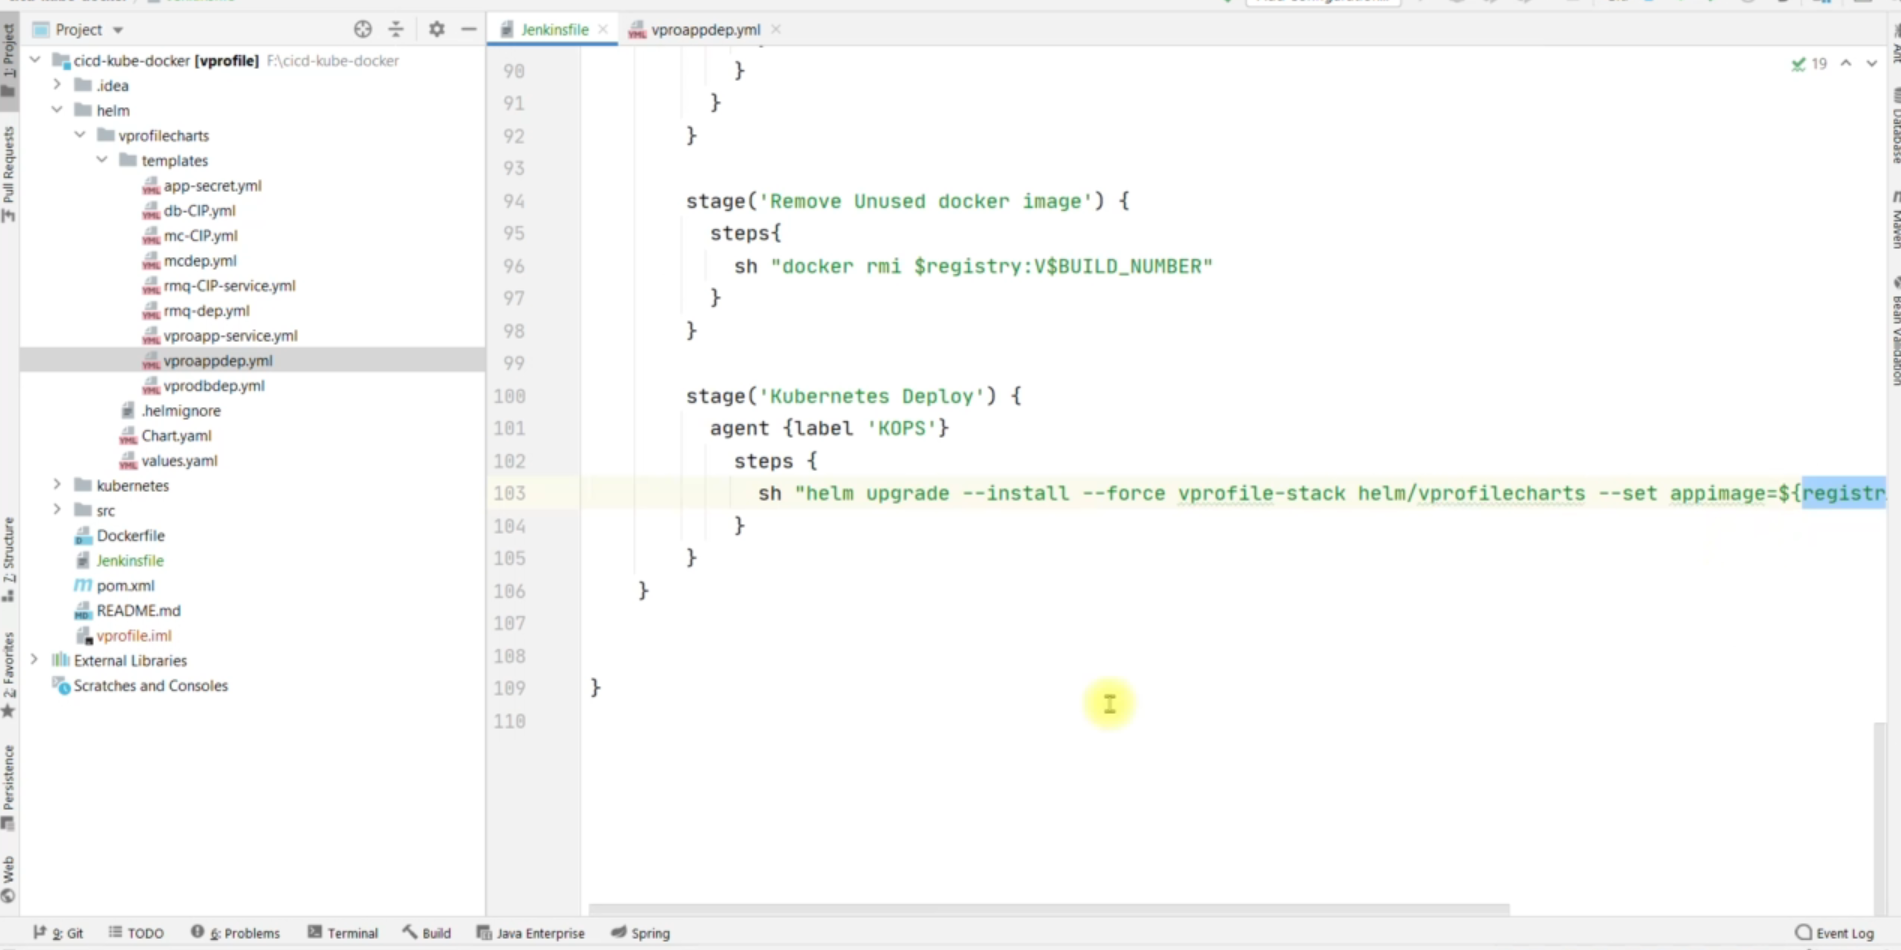 Project
cicd-kube-docker [vprofile] F:\cicd-kube-docker
.idea
helm
vprofilecharts
templates
app-secret.yml
db-CIP.yml
mc-CIP.yml
mcdep.yml
rmq-CIP-service.yml
rmq-dep.yml
vproapp-service.yml
vproappdep.yml
vprodbdep.yml
.helmignore
Chart.yaml
values.yaml
kubernetes
src
Dockerfile
Jenkinsfile
pom.xml
README.md
vprofile.iml
External Libraries
Scratches and Consoles
1: Project
Pull Requests
Z: Structure
2: Favorites
Persistence
Web
Jenkinsfile
vproappdep.yml
19
90 }
91 }
92 }
93
94 stage('Remove Unused docker image') {
95 steps{
96 sh "docker rmi $registry:V$BUILD_NUMBER"
97 }
98 }
99
100 stage('Kubernetes Deploy') {
101 agent {label 'KOPS'}
102 steps {
103 sh "helm upgrade --install --force vprofile-stack helm/vprofilecharts --set appimage=${registr
104 }
105 }
106 }
107
108
109 }
110
Ant
Database
Maven
Bean Validation
9: Git
TODO
6: Problems
Terminal
Build
Java Enterprise
Spring
Event Log